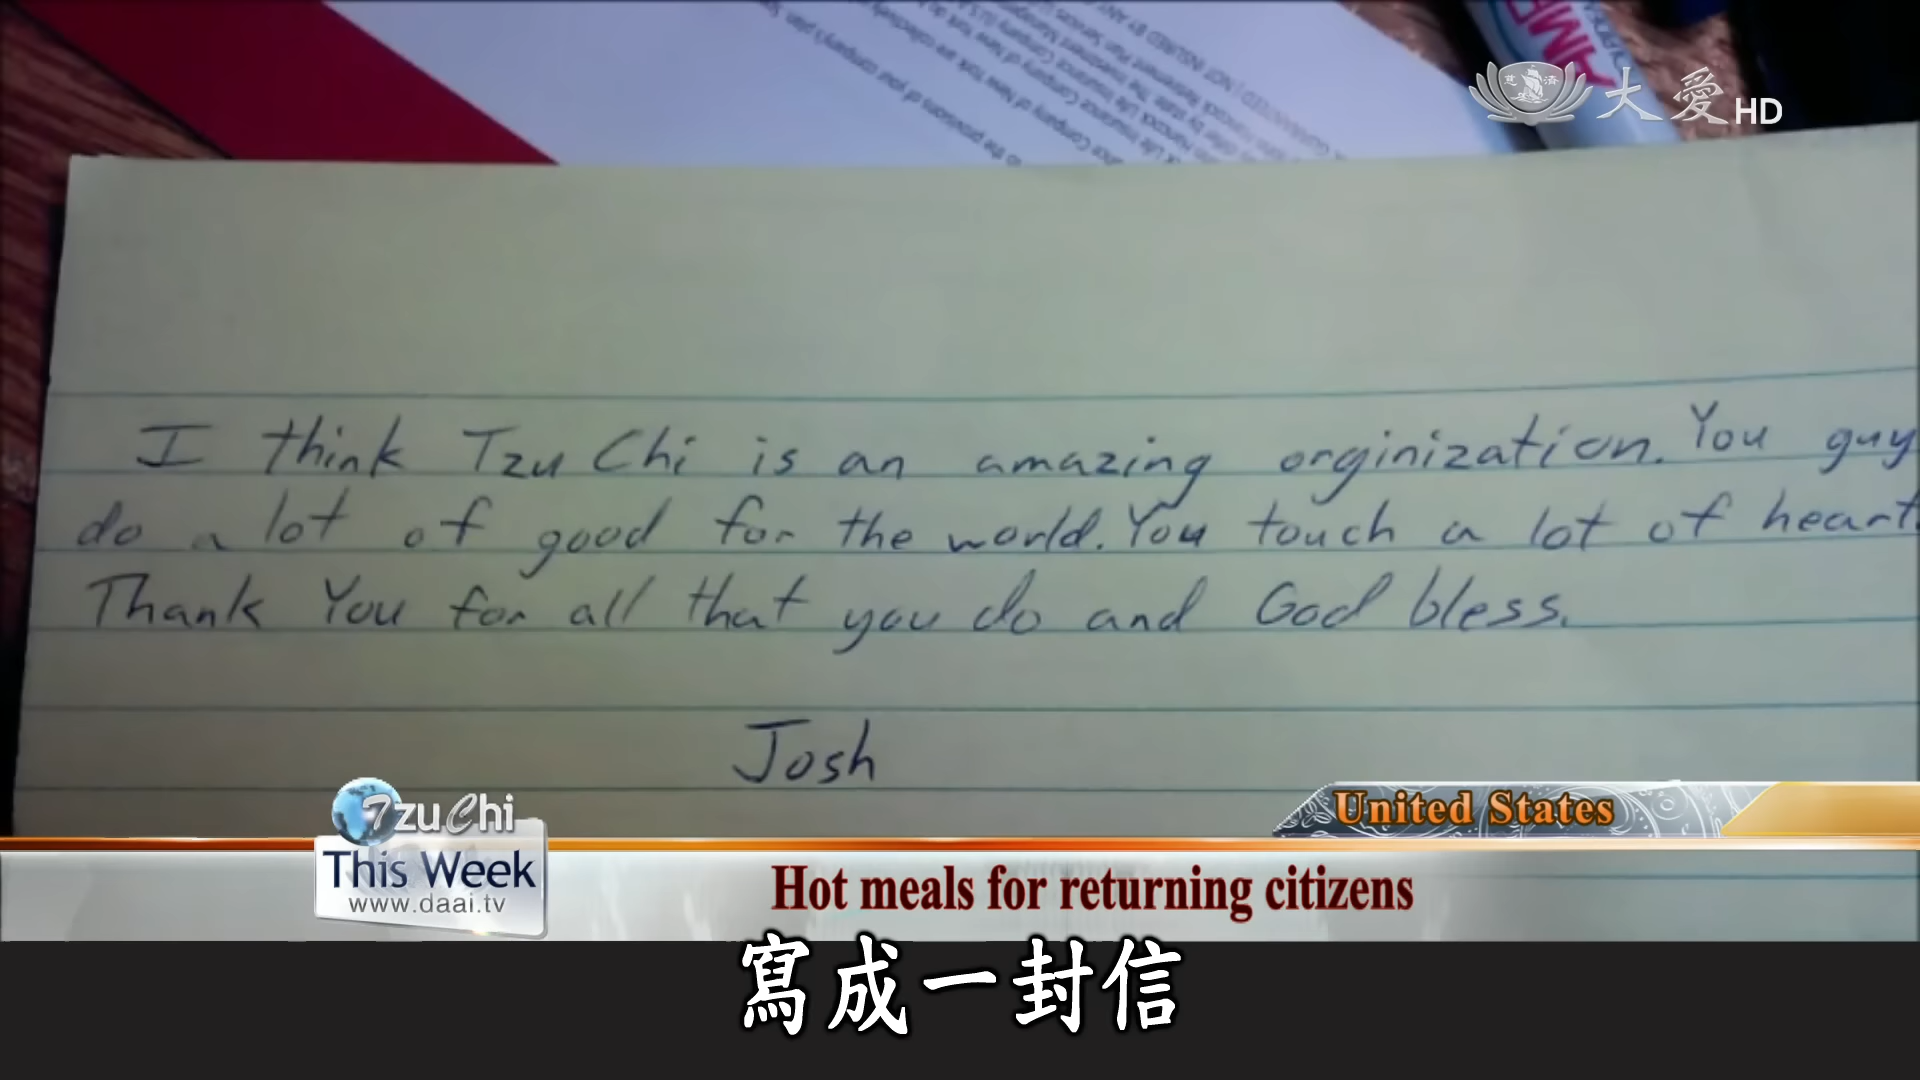 大愛HD
I think Tzu Chi is an amazing orginization. You guy
do a lot of good for the world. You touch a lot of heart
Thank You for all that you do and God bless.
Josh
United States
Tzu Chi
This Week
www.daai.tv
Hot meals for returning citizens
寫成一封信